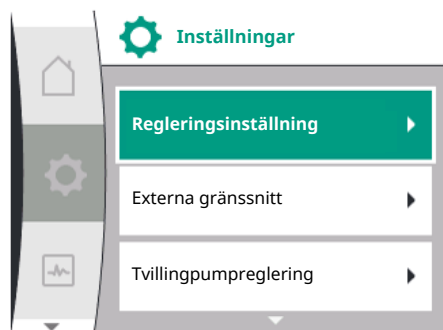 Inställningar
Regleringsinställning
Externa gränssnitt
Tvillingpumpreglering